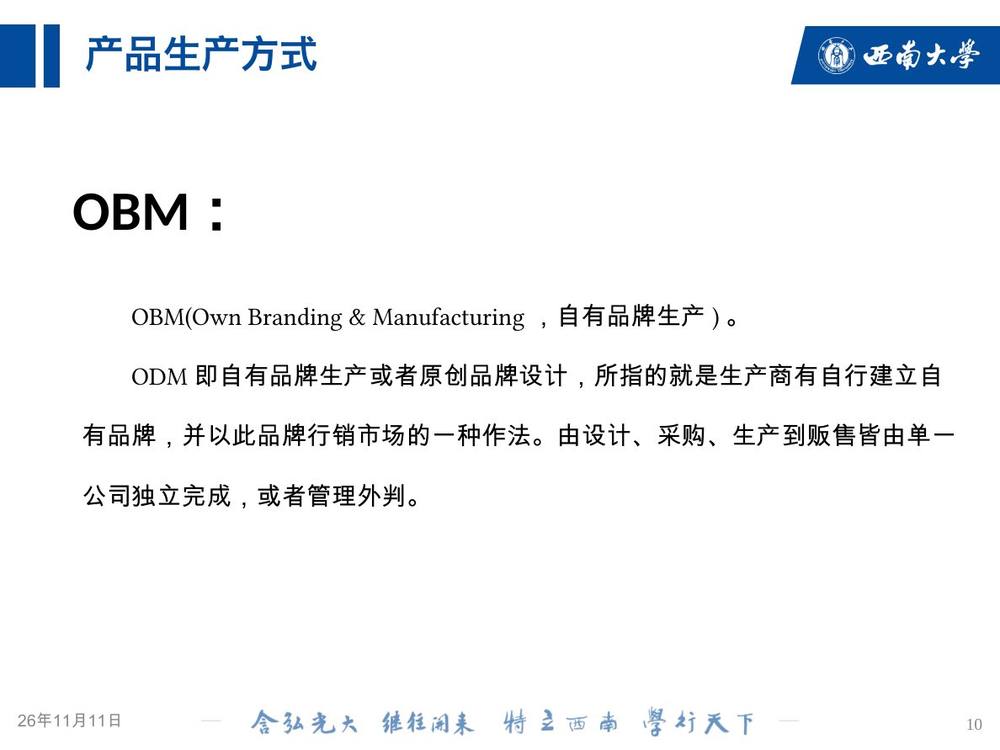 产品生产方式
西南大学
OBM：
OBM(Own Branding & Manufacturing ，自有品牌生产 ) 。
ODM 即自有品牌生产或者原创品牌设计，所指的就是生产商有自行建立自
有品牌，并以此品牌行销市场的一种作法。由设计、采购、生产到贩售皆由单一
公司独立完成，或者管理外判。
26年11月11日
含弘光大 继往开来 特立西南 學行天下
10